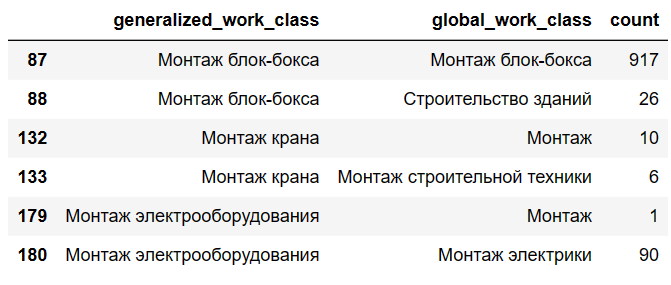 generalized_work_class global_work_class count
87 Монтаж блок-бокса Монтаж блок-бокса 917
88 Монтаж блок-бокса Строительство зданий 26
132 Монтаж крана Монтаж 10
133 Монтаж крана Монтаж строительной техники 6
179 Монтаж электрооборудования Монтаж 1
180 Монтаж электрооборудования Монтаж электрики 90